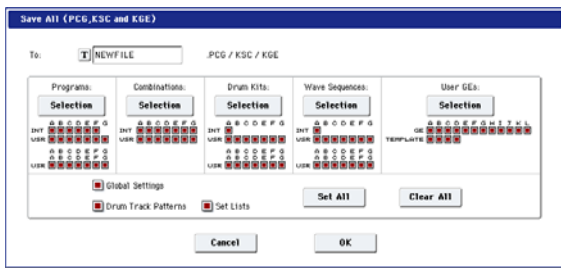 Save All (PCG,KSC and KGE)
To: T NEWFILE .PCG / KSC / KGE
Programs: Combinations: Drum Kits: Wave Sequences: User GEs:
Selection Selection Selection Selection Selection
A B C D E F G A B C D E F G A B C D E F G A B C D E F G A B C D E F G H I J K L
INT INT INT INT GE
USR USR USR USR TEMPLATE
A B C D E F G A B C D E F G A B C D E F G A B C D E F G
A B C D E F G A B C D E F G A B C D E F G A B C D E F G
USR USR USR USR
Global Settings
Drum Track Patterns Set Lists Set All Clear All
Cancel OK